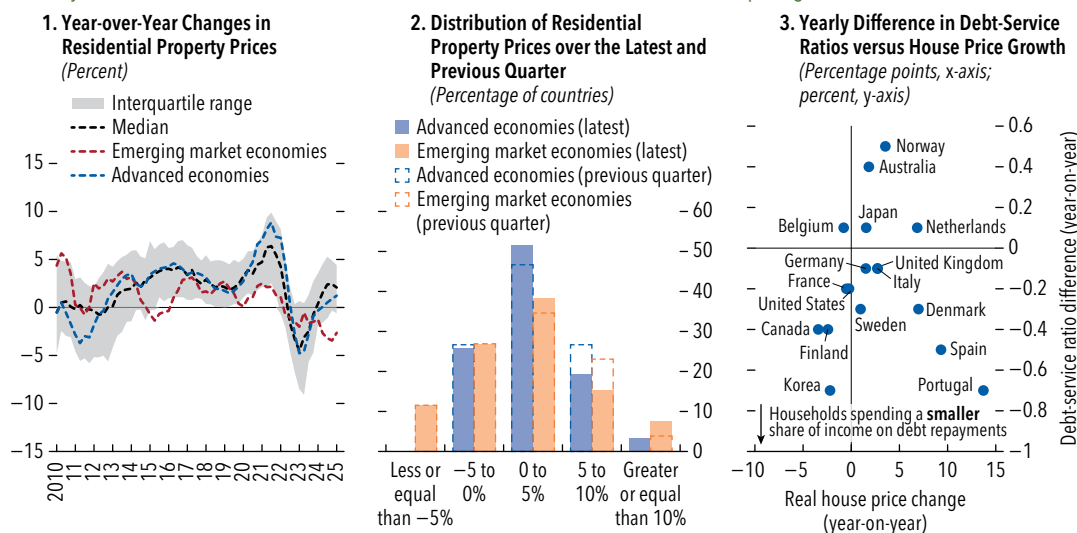 1. Year-over-Year Changes in
Residential Property Prices
(Percent)
Interquartile range
Median
Emerging market economies
Advanced economies
15
10
5
0
−5
−10
−15
2010
11
12
13
14
15
16
17
18
19
20
21
22
23
24
25
2. Distribution of Residential
Property Prices over the Latest and
Previous Quarter
(Percentage of countries)
Advanced economies (latest)
Emerging market economies (latest)
Advanced economies (previous quarter)
Emerging market economies
(previous quarter)
60
50
40
30
20
10
0
Less or
equal
than −5%
−5 to
0%
0 to
5%
5 to
10%
Greater
or equal
than 10%
3. Yearly Difference in Debt-Service
Ratios versus House Price Growth
(Percentage points, x-axis;
percent, y-axis)
0.6
0.4
0.2
0
−0.2
−0.4
−0.6
−0.8
−1
Debt-service ratio difference (year-on-year)
Norway
Australia
Belgium
Japan
Netherlands
Germany
United Kingdom
France
Italy
United States
Sweden
Denmark
Canada
Finland
Spain
Korea
Portugal
Households spending a smaller
share of income on debt repayments
−10
−5
0
5
10
15
Real house price change
(year-on-year)